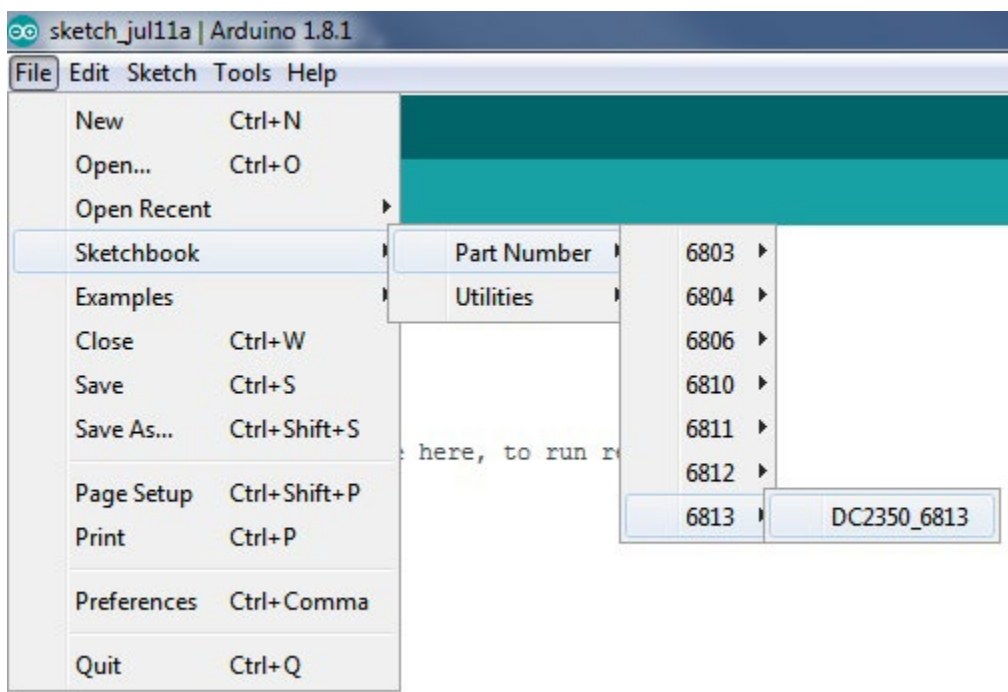 sketch_jul11a | Arduino 1.8.1
File Edit Sketch Tools Help
New Ctrl+N
Open... Ctrl+O
Open Recent
Sketchbook
Examples
Close Ctrl+W
Save Ctrl+S
Save As... Ctrl+Shift+S
Page Setup Ctrl+Shift+P
Print Ctrl+P
Preferences Ctrl+Comma
Quit Ctrl+Q
Part Number
Utilities
6803
6804
6806
6810
6811
6812
6813
DC2350_6813
here, to run